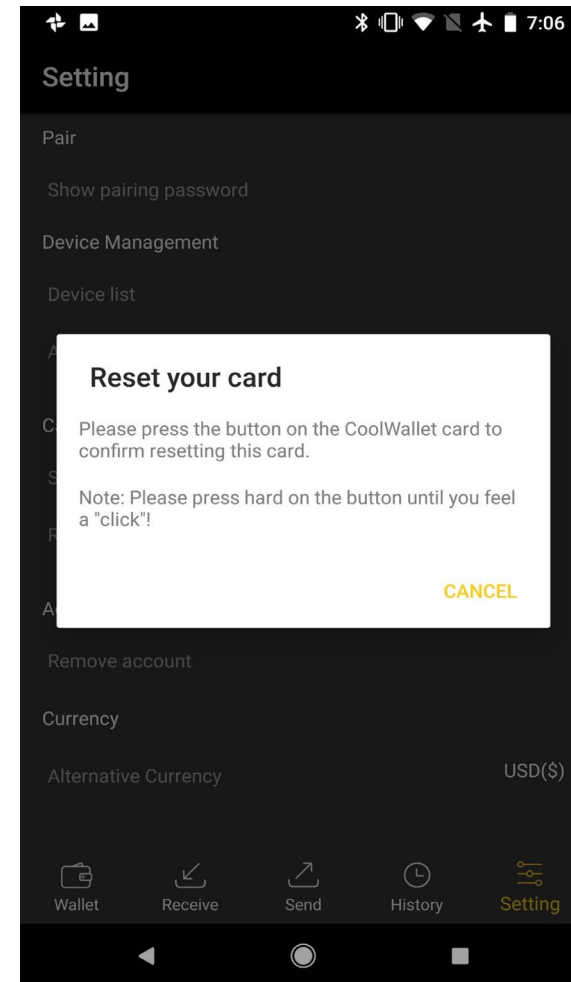 7:06
Setting
Pair
Show pairing password
Device Management
Device list
A
Reset your card
C
Please press the button on the CoolWallet card to
confirm resetting this card.
S
Note: Please press hard on the button until you feel
a "click"!
R
CANCEL
A
Remove account
Currency
Alternative Currency USD($)
Wallet Receive Send History Setting